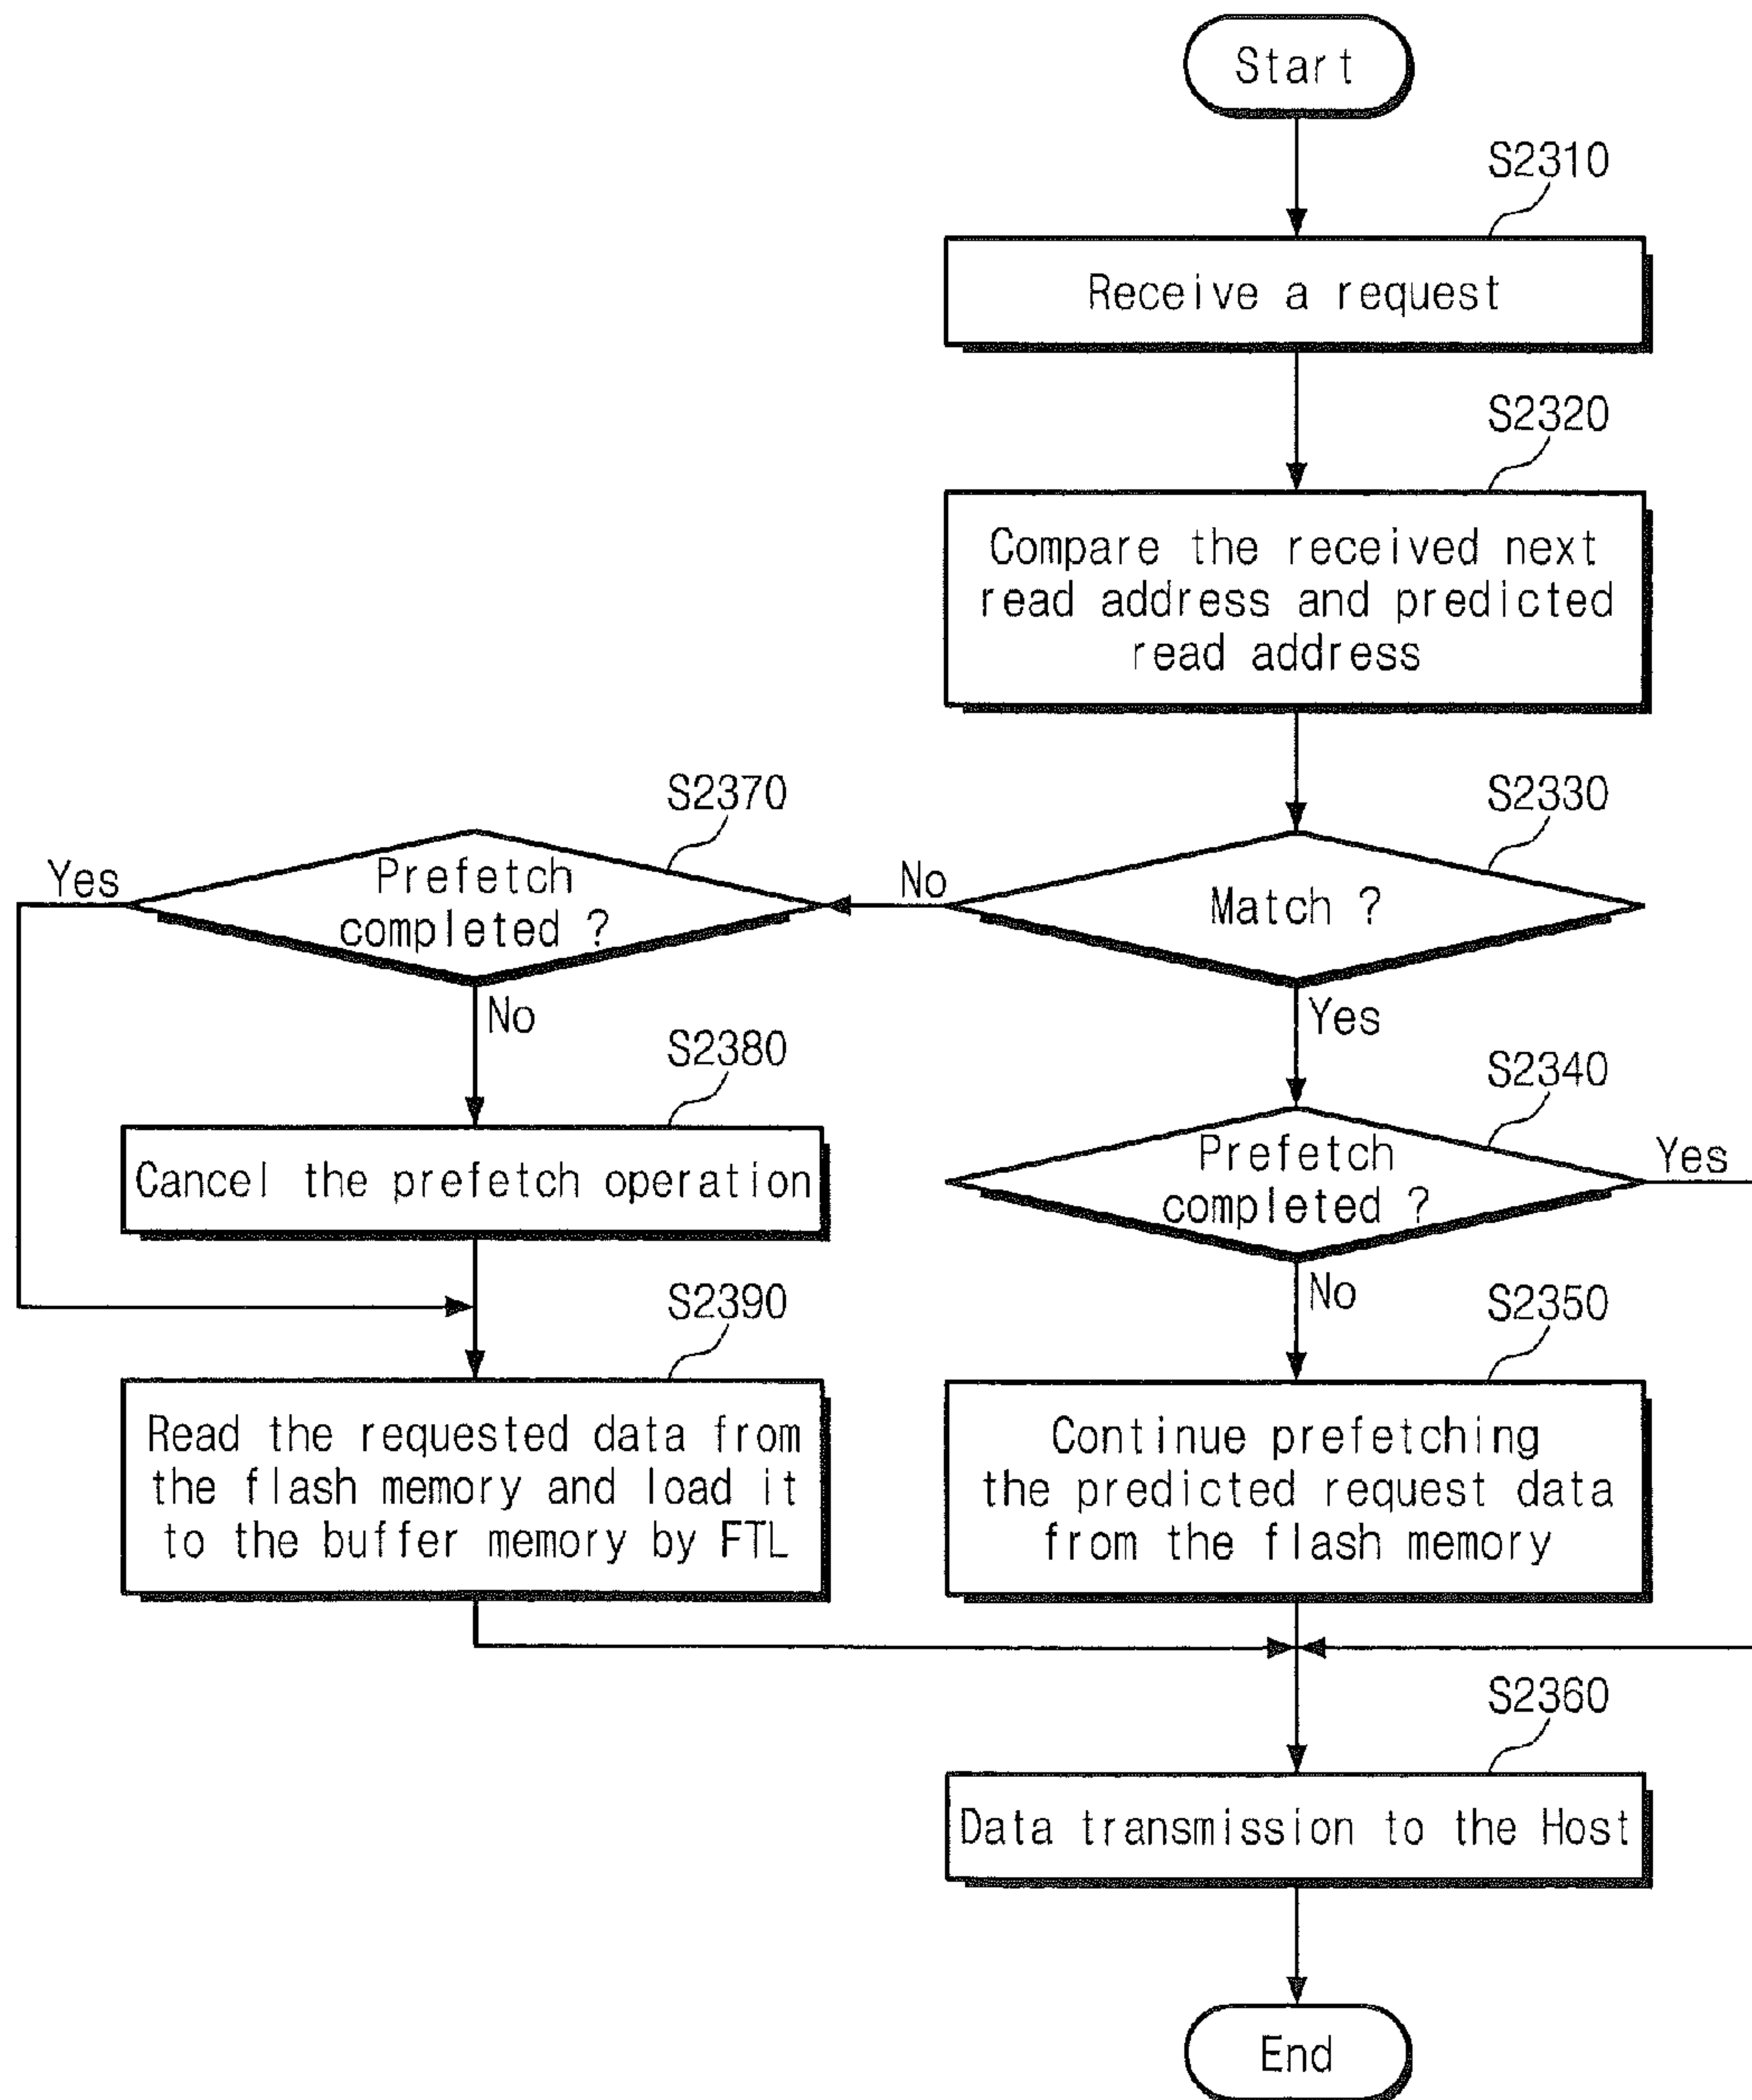 Start
S2310
Receive a request
S2320
Compare the received next
read address and predicted
read address
S2370
S2330
Yes
Prefetch
completed ?
No
Match ?
No
Yes
S2380
S2340
Cancel the prefetch operation
Prefetch
completed ?
Yes
No
S2390
S2350
Read the requested data from
the flash memory and load it
to the buffer memory by FTL
Continue prefetching
the predicted request data
from the flash memory
S2360
Data transmission to the Host
End